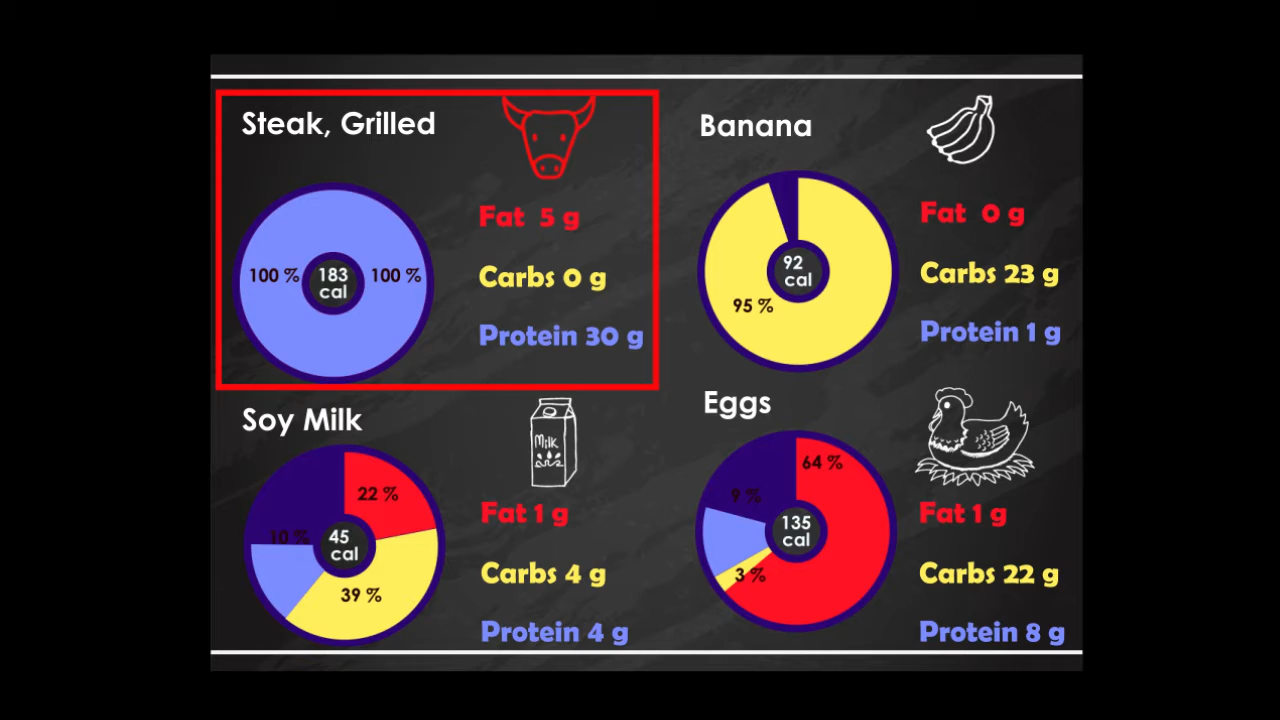 Steak, Grilled
100 %
183
cal
100 %
Fat 5 g
Carbs 0 g
Protein 30 g
Banana
92
cal
95 %
Fat 0 g
Carbs 23 g
Protein 1 g
Soy Milk
Milk
22 %
10 %
45
cal
39 %
Fat 1 g
Carbs 4 g
Protein 4 g
Eggs
64 %
9 %
135
cal
3 %
Fat 1 g
Carbs 22 g
Protein 8 g